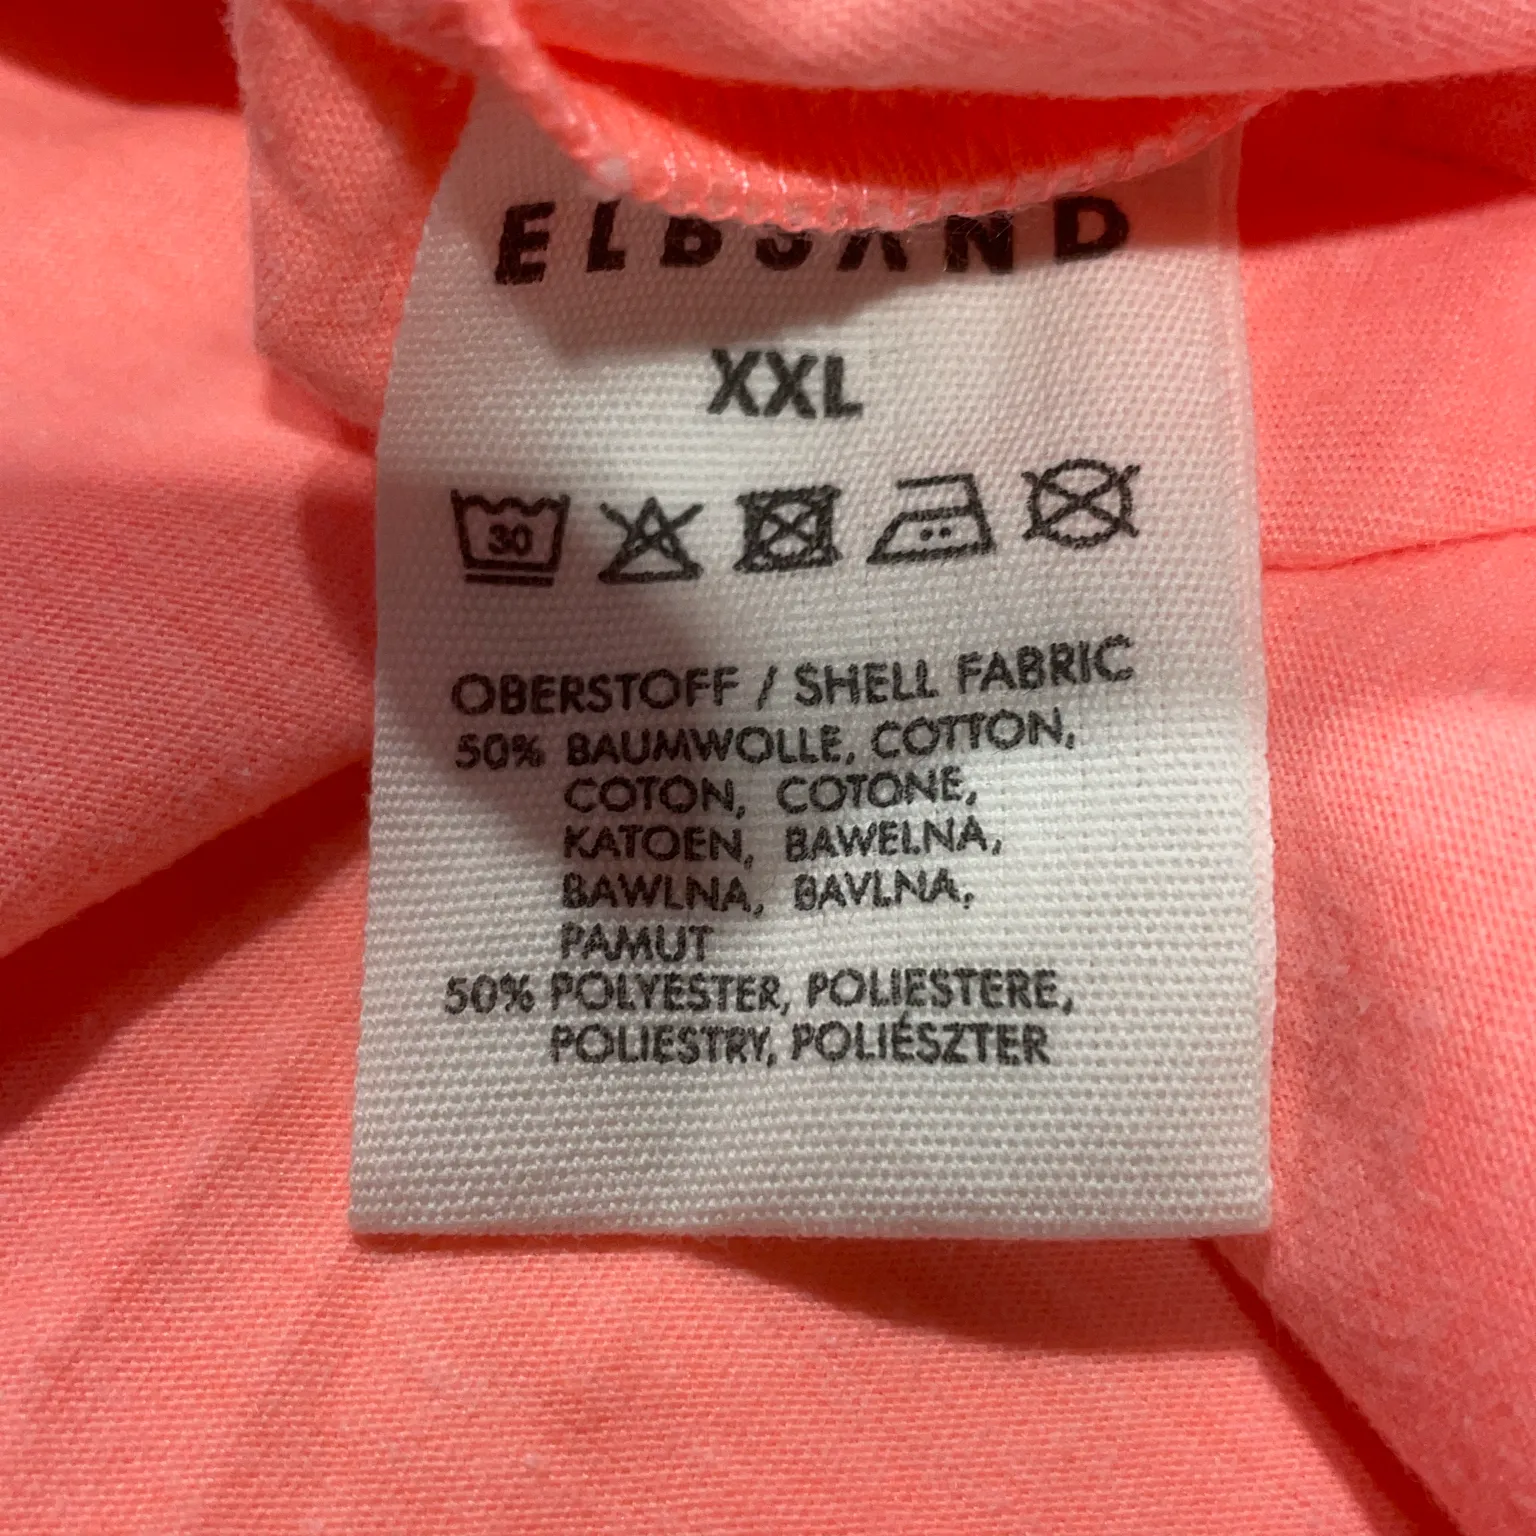 ELBSAND
XXL
30
OBERSTOFF / SHELL FABRIC
50% BAUMWOLLE, COTTON,
COTON, COTONE,
KATOEN, BAWEŁNA,
BAWLNA, BAVLNA,
PAMUT
50% POLYESTER, POLIESTERE,
POLIESTRY, POLIÉSZTER